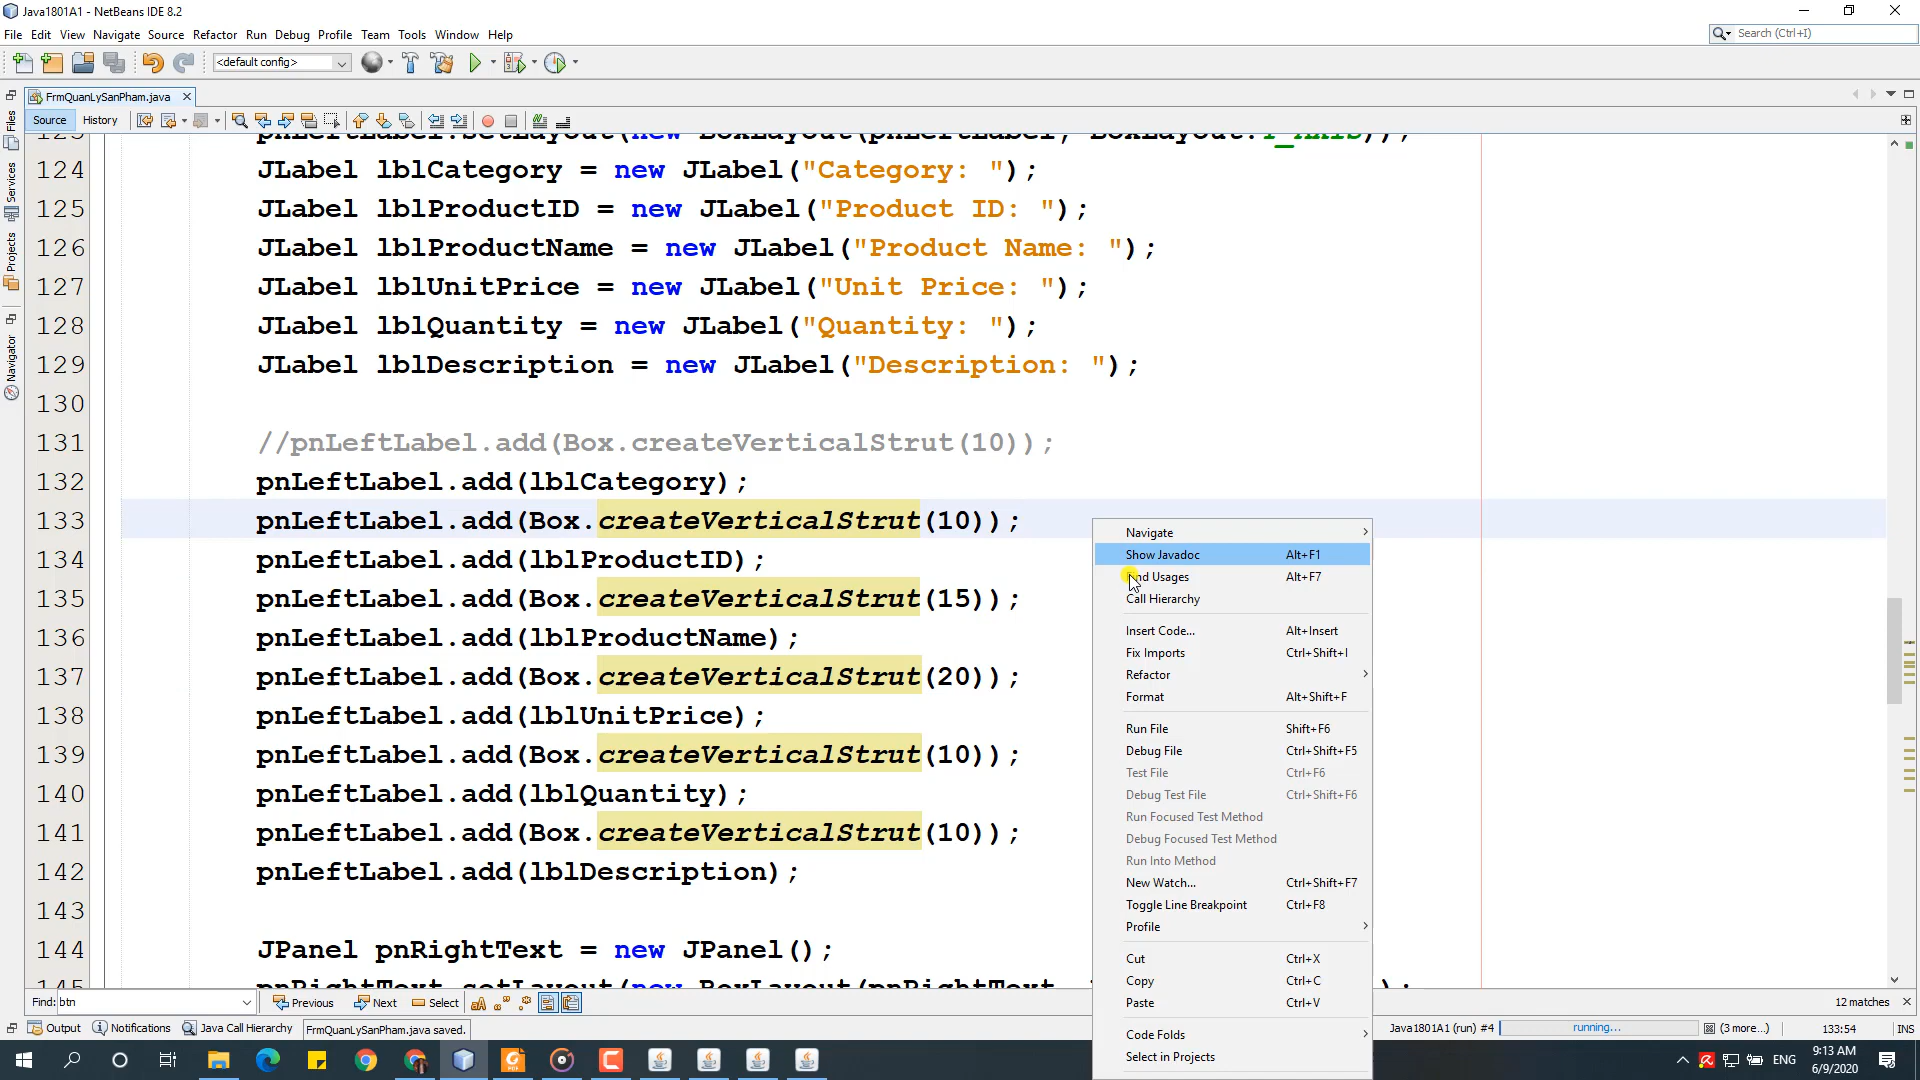 Java1801A1 - NetBeans IDE 8.2
File Edit View Navigate Source Refactor Run Debug Profile Team Tools Window Help
Search (Ctrl+I)
<default config>
FrmQuanLySanPham.java
Source History
Files
Services
Projects
Navigator
124 JLabel lblCategory = new JLabel("Category: ");
125 JLabel lblProductID = new JLabel("Product ID: ");
126 JLabel lblProductName = new JLabel("Product Name: ");
127 JLabel lblUnitPrice = new JLabel("Unit Price: ");
128 JLabel lblQuantity = new JLabel("Quantity: ");
129 JLabel lblDescription = new JLabel("Description: ");
130
131 //pnLeftLabel.add(Box.createVerticalStrut(10));
132 pnLeftLabel.add(lblCategory);
133 pnLeftLabel.add(Box.createVerticalStrut(10));
134 pnLeftLabel.add(lblProductID);
135 pnLeftLabel.add(Box.createVerticalStrut(15));
136 pnLeftLabel.add(lblProductName);
137 pnLeftLabel.add(Box.createVerticalStrut(20));
138 pnLeftLabel.add(lblUnitPrice);
139 pnLeftLabel.add(Box.createVerticalStrut(10));
140 pnLeftLabel.add(lblQuantity);
141 pnLeftLabel.add(Box.createVerticalStrut(10));
142 pnLeftLabel.add(lblDescription);
143
144 JPanel pnRightText = new JPanel();
Navigate
Show Javadoc Alt+F1
Usages Alt+F7
Call Hierarchy
Insert Code... Alt+Insert
Fix Imports Ctrl+Shift+I
Refactor
Format Alt+Shift+F
Run File Shift+F6
Debug File Ctrl+Shift+F5
Test File Ctrl+F6
Debug Test File Ctrl+Shift+F6
Run Focused Test Method
Debug Focused Test Method
Run Into Method
New Watch... Ctrl+Shift+F7
Toggle Line Breakpoint Ctrl+F8
Profile
Cut Ctrl+X
Copy Ctrl+C
Paste Ctrl+V
Code Folds
Select in Projects
Find: btn Previous Next Select 12 matches
Output Notifications Java Call Hierarchy FrmQuanLySanPham.java saved. Java1801A1 (run) #4 running... (3 more...) 133:54 INS
ENG
9:13 AM
6/9/2020